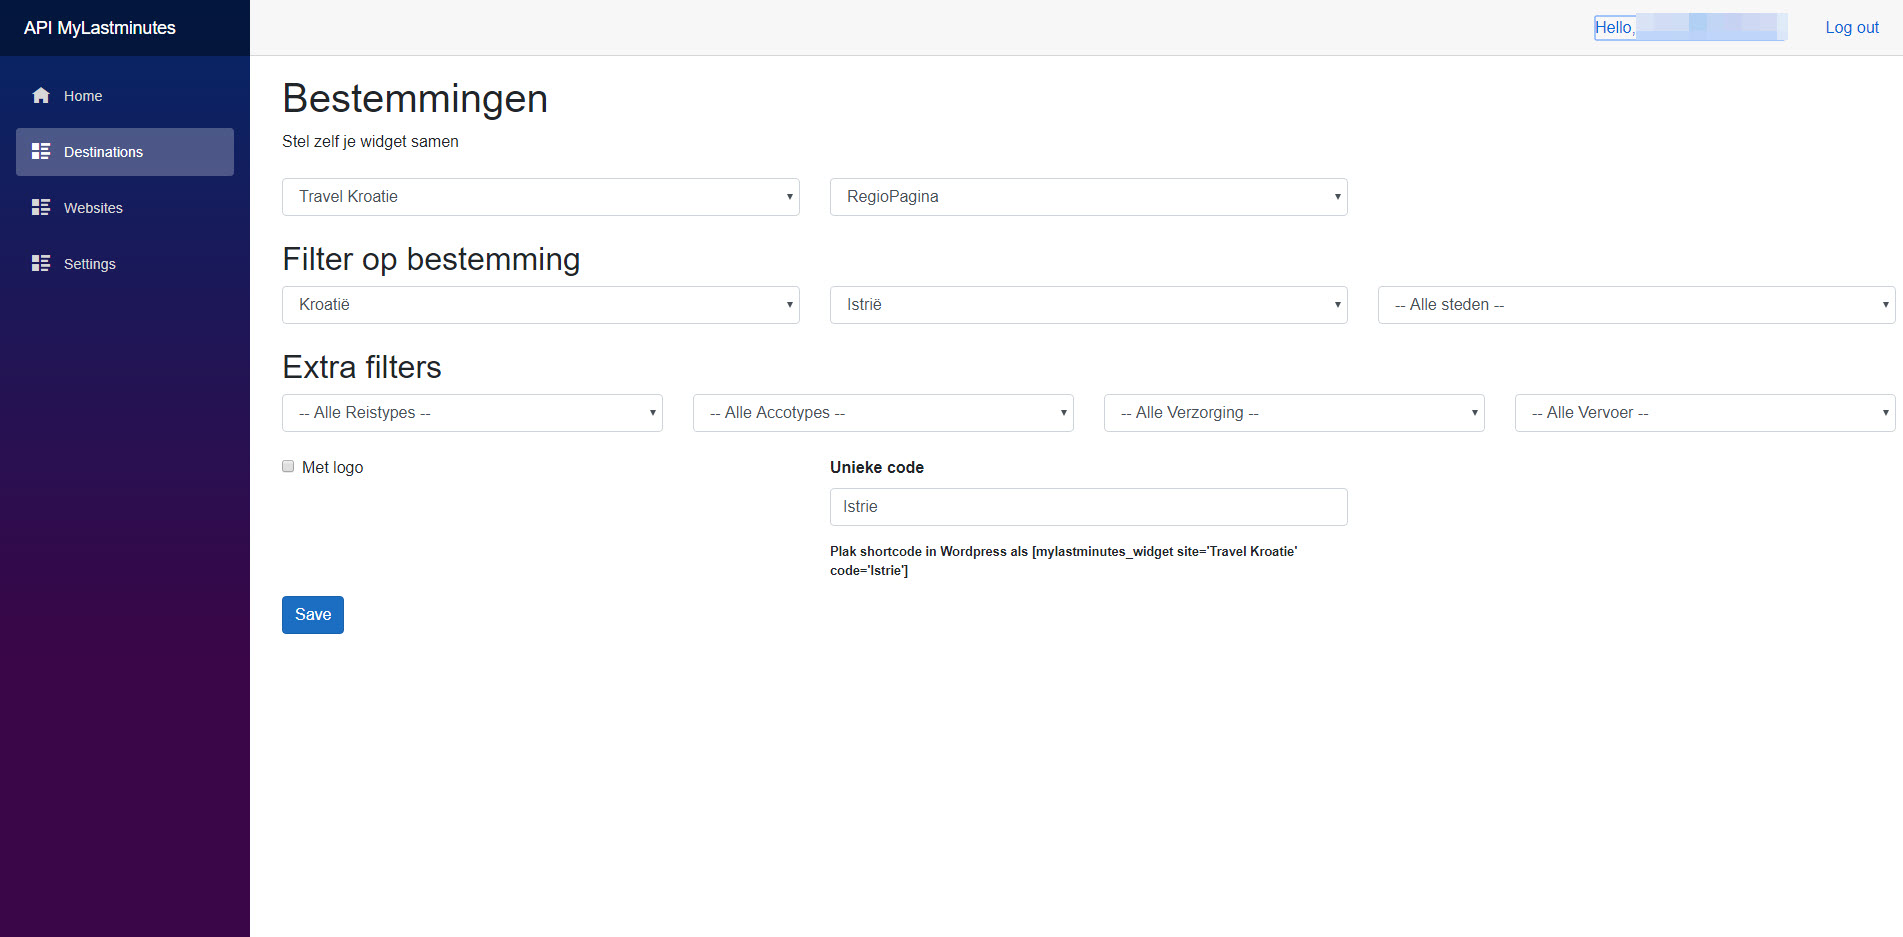 API MyLastminutes
Hello,
Log out
Home
Destinations
Websites
Settings
Bestemmingen
Stel zelf je widget samen
Travel Kroatie
RegioPagina
Filter op bestemming
Kroatië
Istrië
-- Alle steden --
Extra filters
-- Alle Reistypes --
-- Alle Accotypes --
-- Alle Verzorging --
-- Alle Vervoer --
Met logo
Unieke code
Istrie
Plak shortcode in Wordpress als [mylastminutes_widget site='Travel Kroatie'
code='Istrie']
Save